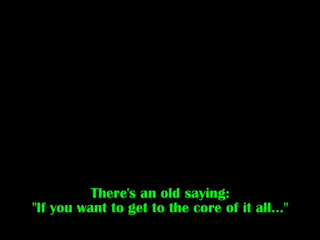 There's an old saying:
"If you want to get to the core of it all..."